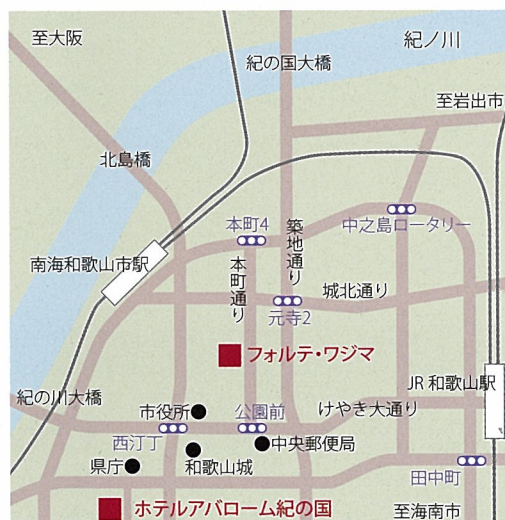 至大阪
紀ノ川
紀の国大橋
至岩出市
北島橋
本町4
築地通り
中之島ロータリー
南海和歌山市駅
本町通り
城北通り
元寺2
フォルテ・ワジマ
JR和歌山駅
紀の川大橋
市役所
公園前
けやき大通り
西汀丁
中央郵便局
県庁
和歌山城
田中町
ホテルアバローム紀の国
至海南市